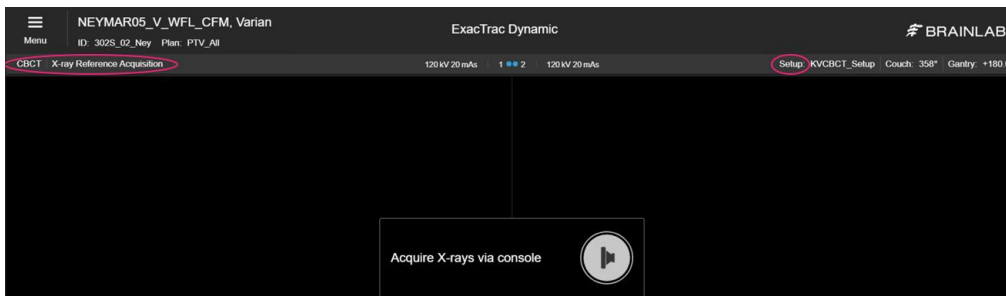 Menu
NEYMAR05_V_WFL_CFM, Varian
ID: 302S_02_Ney Plan: PTV_All
ExacTrac Dynamic
BRAINLAB
CBCT X-ray Reference Acquisition
120 kV 20 mAs 1 2 120 kV 20 mAs
Setup: KVCBCT_Setup Couch: 358° Gantry: +180.
Acquire X-rays via console